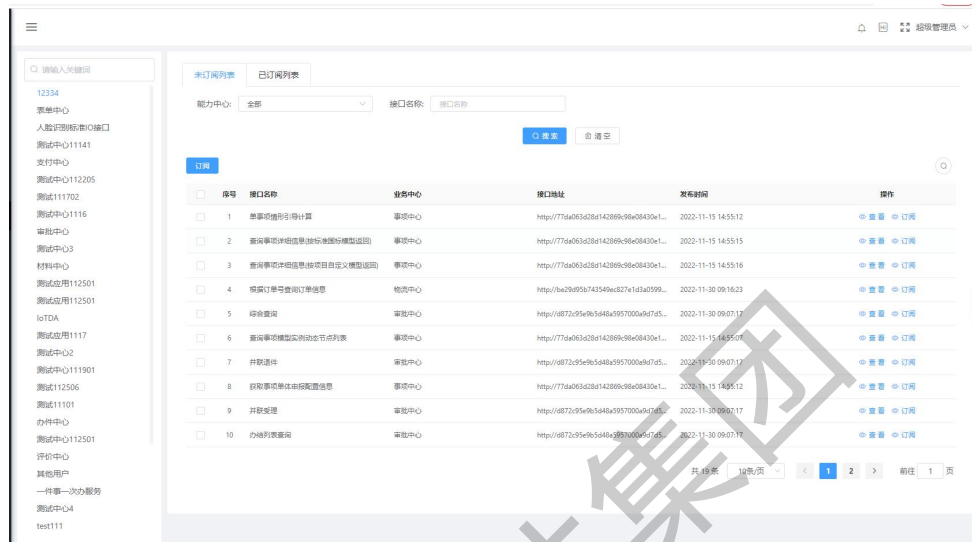 超级管理员
请输入关键词
12334
表单中心
人脸识别标准IO接口
测试中心11141
支付中心
测试中心112205
测试111702
测试中心1116
审批中心
测试中心3
材料中心
测试应用112501
测试应用112501
IoTDA
测试应用1117
测试中心2
测试中心111901
测试112506
测试11101
办件中心
测试中心112501
评价中心
其他用户
一件事一次办服务
测试中心4
test111
未订阅列表 已订阅列表
能力中心: 全部 接口名称: 接口名称
搜索 清空
订阅
序号 接口名称 业务中心 接口地址 发布时间 操作
1 单事项情形引导计算 事项中心 http://77da063d28d142869c98e08430e1... 2022-11-15 14:55:12 查看 订阅
2 查询事项详细信息(按标准国标模型返回) 事项中心 http://77da063d28d142869c98e08430e1... 2022-11-15 14:55:15 查看 订阅
3 查询事项详细信息(按项目自定义模型返回) 事项中心 http://77da063d28d142869c98e08430e1... 2022-11-15 14:55:16 查看 订阅
4 根据订单号查询订单信息 物流中心 http://be29d95b743549ec827e1d3a0599... 2022-11-30 09:16:23 查看 订阅
5 综合查询 审批中心 http://d872c95e9b5d48a5957000a9d7d5... 2022-11-30 09:07:17 查看 订阅
6 查询事项模型实例动态节点列表 事项中心 http://77da063d28d142869c98e08430e1... 2022-11-15 14:55:07 查看 订阅
7 并联退件 审批中心 http://d872c95e9b5d48a5957000a9d7d5... 2022-11-30 09:07:17 查看 订阅
8 获取事项单体申报配置信息 事项中心 http://77da063d28d142869c98e08430e1... 2022-11-15 14:55:12 查看 订阅
9 并联受理 审批中心 http://d872c95e9b5d48a5957000a9d7d5... 2022-11-30 09:07:17 查看 订阅
10 办结列表查询 审批中心 http://d872c95e9b5d48a5957000a9d7d5... 2022-11-30 09:07:17 查看 订阅
共 19 条 10条/页 1 2 前往 1 页
集团